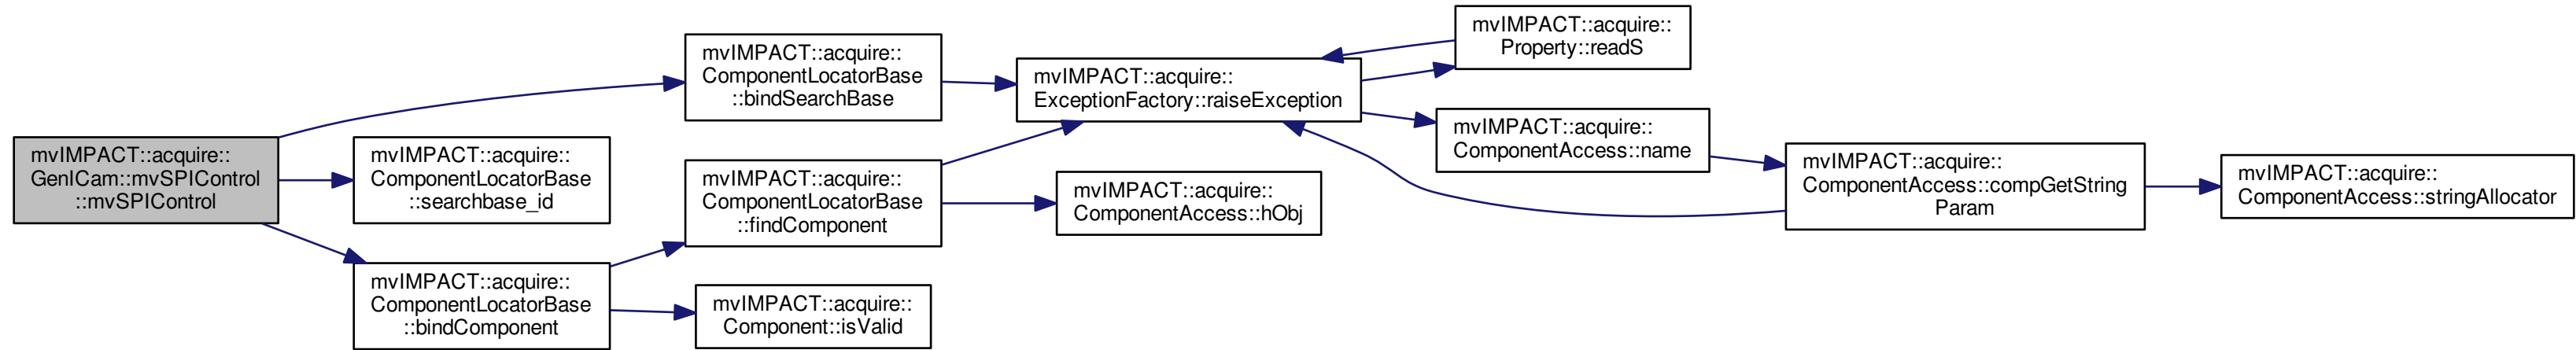 mvIMPACT::acquire::
GenICam::mvSPIControl
::mvSPIControl
mvIMPACT::acquire::
ComponentLocatorBase
::bindSearchBase
mvIMPACT::acquire::
ComponentLocatorBase
::searchbase_id
mvIMPACT::acquire::
ComponentLocatorBase
::bindComponent
mvIMPACT::acquire::
ComponentLocatorBase
::findComponent
mvIMPACT::acquire::
Component::isValid
mvIMPACT::acquire::
ExceptionFactory::raiseException
mvIMPACT::acquire::
ComponentAccess::hObj
mvIMPACT::acquire::
Property::readS
mvIMPACT::acquire::
ComponentAccess::name
mvIMPACT::acquire::
ComponentAccess::compGetString
Param
mvIMPACT::acquire::
ComponentAccess::stringAllocator